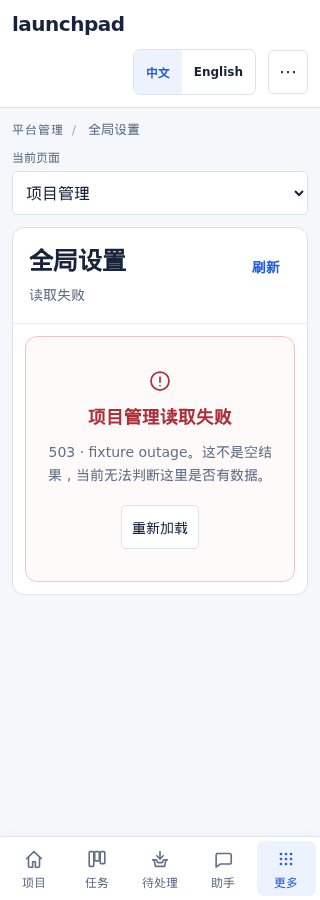 launchpad
中文 English ···
平台管理 / 全局设置
当前页面
项目管理
全局设置
刷新
读取失败
项目管理读取失败
503 · fixture outage。这不是空结
果，当前无法判断这里是否有数据。
重新加载
项目 任务 待处理 助手 更多